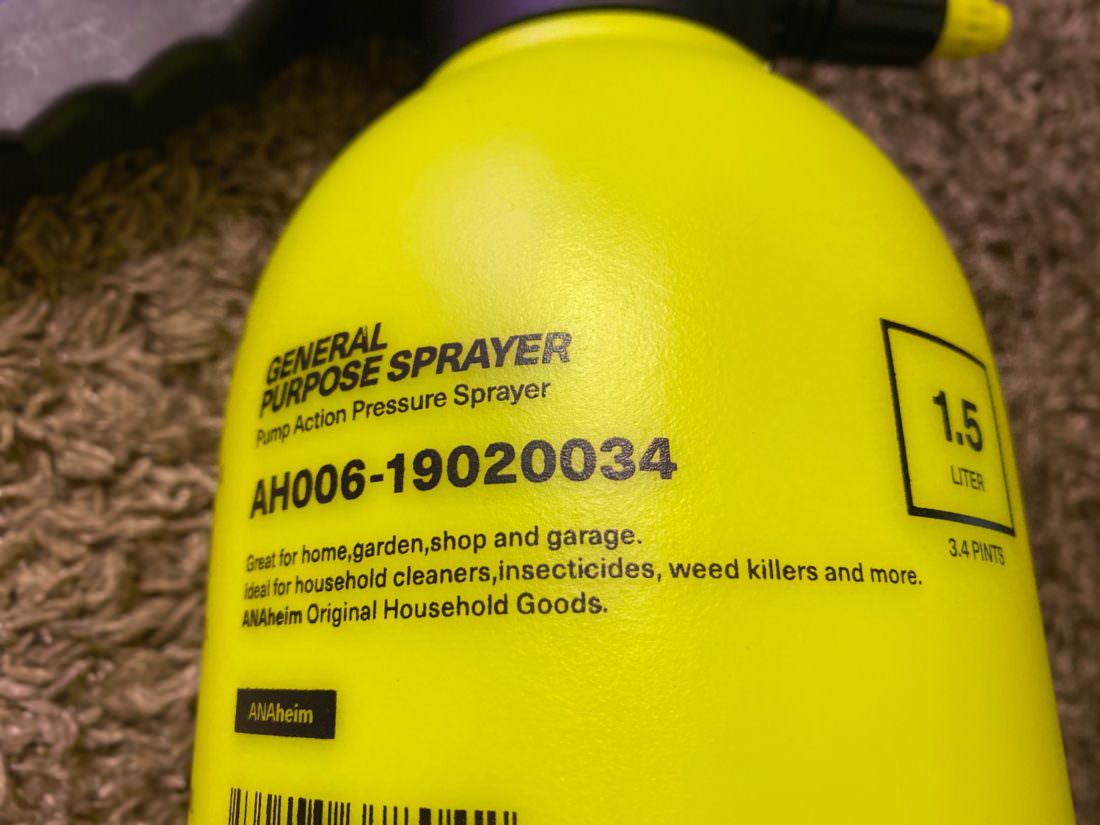 GENERAL
PURPOSE SPRAYER
Pump Action Pressure Sprayer
AH006-19020034
Great for home,garden,shop and garage.
Ideal for household cleaners,insecticides, weed killers and more.
ANAheim Original Household Goods.
ANAheim
1.5
LITER
3.4 PINTS